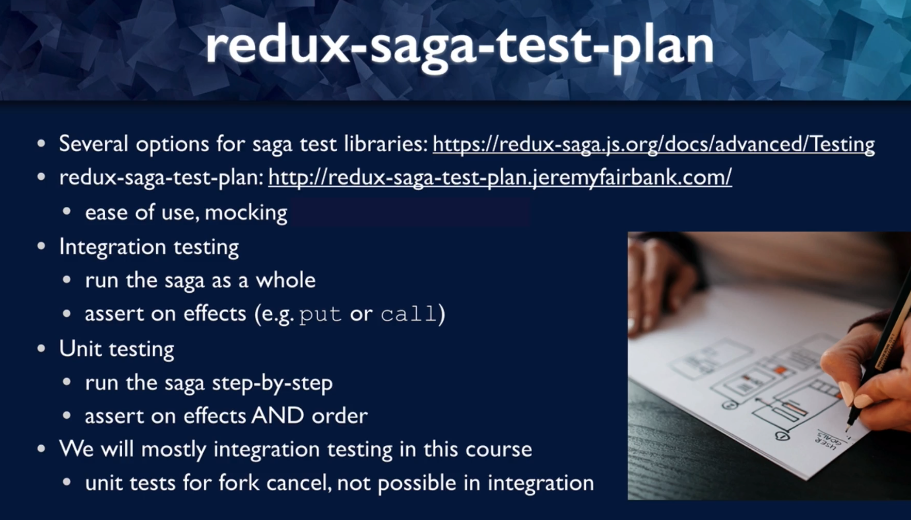 redux-saga-test-plan
• Several options for saga test libraries: https://redux-saga.js.org/docs/advanced/Testing
• redux-saga-test-plan: http://redux-saga-test-plan.jeremyfairbank.com/
• ease of use, mocking
• Integration testing
• run the saga as a whole
• assert on effects (e.g. put or call)
• Unit testing
• run the saga step-by-step
• assert on effects AND order
• We will mostly integration testing in this course
• unit tests for fork cancel, not possible in integration
USER
GOALS